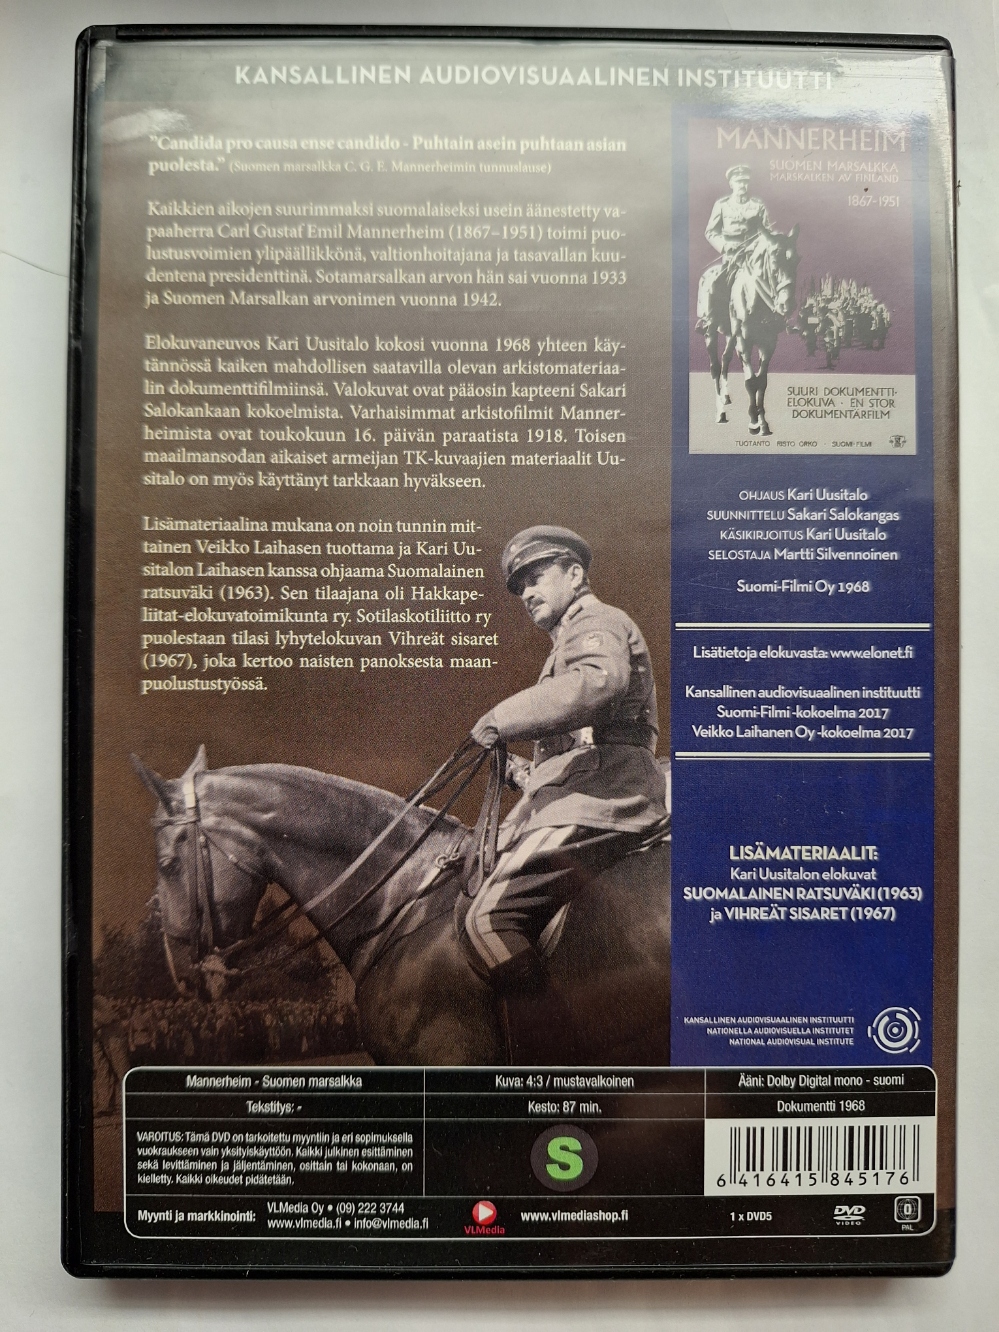 KANSALLINEN AUDIOVISUAALINEN INSTITUUTTI
"Candida pro causa ense candido - Puhtain asein puhtaan asian
puolesta." (Suomen marsalkka C. G. E. Mannerheimin tunnuslause)
Kaikkien aikojen suurimmaksi suomalaiseksi usein äänestetty va-
paaherra Carl Gustaf Emil Mannerheim (1867–1951) toimi puo-
lustusvoimien ylipäällikkönä, valtionhoitajana ja tasavallan kuu-
dentena presidenttinä. Sotamarsalkan arvon hän sai vuonna 1933
ja Suomen Marsalkan arvonimen vuonna 1942.
Elokuvaneuvos Kari Uusitalo kokosi vuonna 1968 yhteen käy-
tännössä kaiken mahdollisen saatavilla olevan arkistomateriaa-
lin dokumenttifilmiinsä. Valokuvat ovat pääosin kapteeni Sakari
Salokankaan kokoelmista. Varhaisimmat arkistofilmit Manner-
heimista ovat toukokuun 16. päivän paraatista 1918. Toisen
maailmansodan aikaiset armeijan TK-kuvaajien materiaalit Uu-
sitalo on myös käyttänyt tarkkaan hyväkseen.
Lisämateriaalina mukana on noin tunnin mit-
tainen Veikko Laihasen tuottama ja Kari Uu-
sitalon Laihasen kanssa ohjaama Suomalainen
ratsuväki (1963). Sen tilaajana oli Hakkape-
liitat-elokuvatoimikunta ry. Sotilaskotiliitto ry
puolestaan tilasi lyhytelokuvan Vihreät sisaret
(1967), joka kertoo naisten panoksesta maan-
puolustustyössä.
MANNERHEIM
SUOMEN MARSALKKA
MARSKALKEN AV FINLAND
1867-1951
SUURI DOKUMENTTI-
ELOKUVA · EN STOR
DOKUMENTÄRFILM
TUOTANTO RISTO ORKO · SUOMI-FILMI
OHJAUS Kari Uusitalo
SUUNNITTELU Sakari Salokangas
KÄSIKIRJOITUS Kari Uusitalo
SELOSTAJA Martti Silvennoinen
Suomi-Filmi Oy 1968
Lisätietoja elokuvasta: www.elonet.fi
Kansallinen audiovisuaalinen instituutti
Suomi-Filmi -kokoelma 2017
Veikko Laihanen Oy -kokoelma 2017
LISÄMATERIAALIT:
Kari Uusitalon elokuvat
SUOMALAINEN RATSUVÄKI (1963)
ja VIHREÄT SISARET (1967)
KANSALLINEN AUDIOVISUAALINEN INSTITUUTTI
NATIONELLA AUDIOVISUELLA INSTITUTET
NATIONAL AUDIOVISUAL INSTITUTE
Mannerheim - Suomen marsalkka
Kuva: 4:3 / mustavalkoinen
Ääni: Dolby Digital mono - suomi
Tekstitys: -
Kesto: 87 min.
Dokumentti 1968
VAROITUS: Tämä DVD on tarkoitettu myyntiin ja eri sopimuksella
vuokraukseen vain yksityiskäyttöön. Kaikki julkinen esittäminen
sekä levittäminen ja jäljentäminen, osittain tai kokonaan, on
kielletty. Kaikki oikeudet pidätetään.
S
6 416415 845176
Myynti ja markkinointi:
VLMedia Oy • (09) 222 3744
www.vlmedia.fi • info@vlmedia.fi
VLMedia
www.vlmediashop.fi
1 x DVD5
DVD
VIDEO
0
PAL